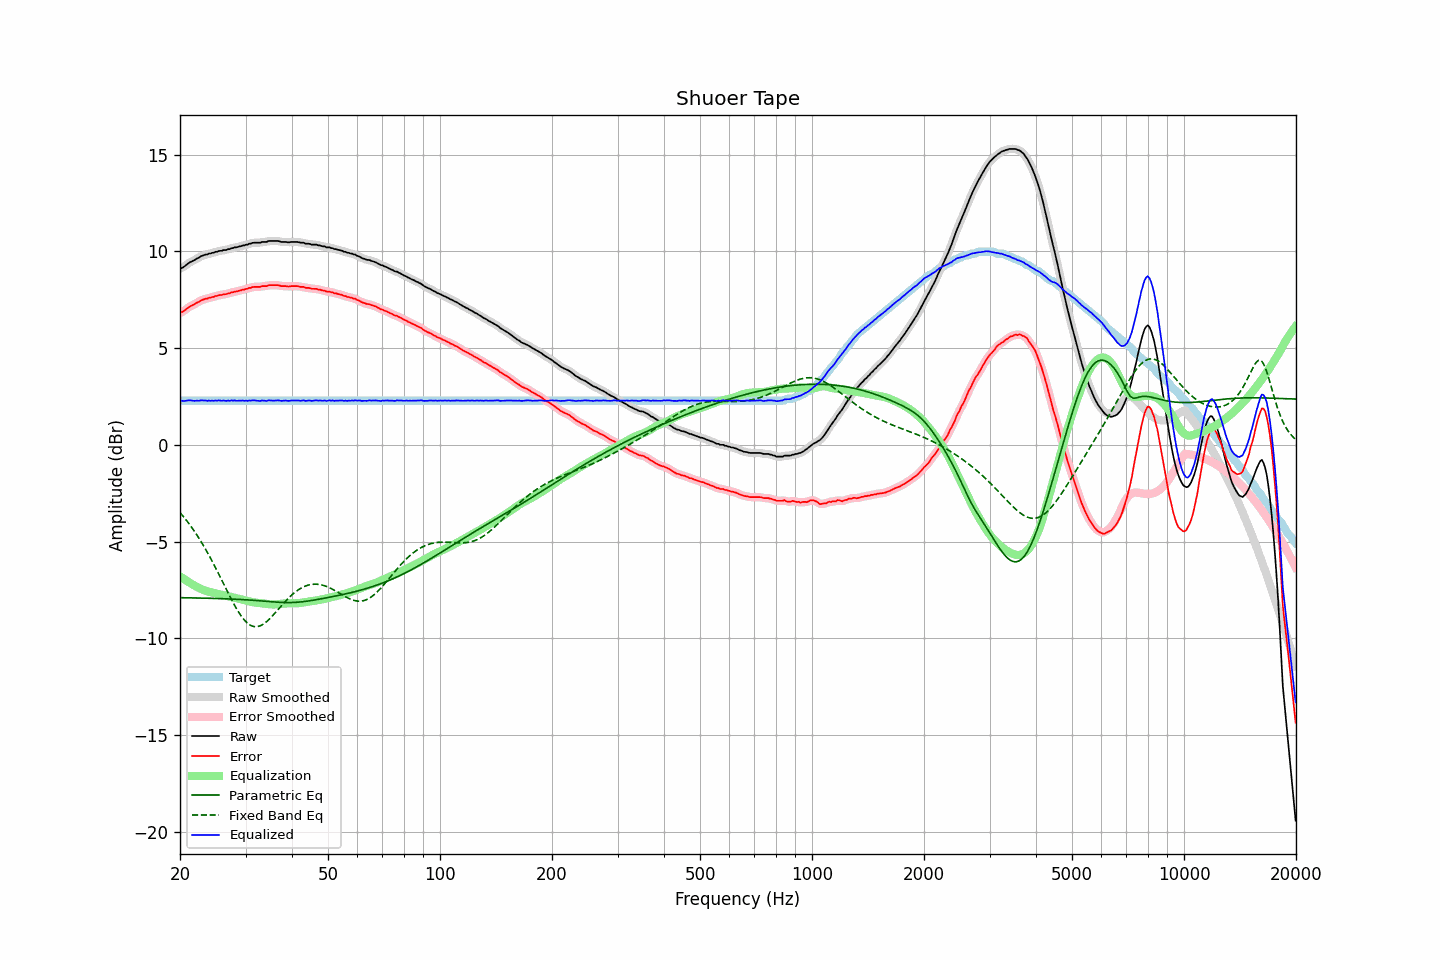 Shuoer Tape
Amplitude (dBr)
15
10
5
0
−5
−10
−15
−20
Target
Raw Smoothed
Error Smoothed
Raw
Error
Equalization
Parametric Eq
Fixed Band Eq
Equalized
20 50 100 200 500 1000 2000 5000 10000 20000
Frequency (Hz)